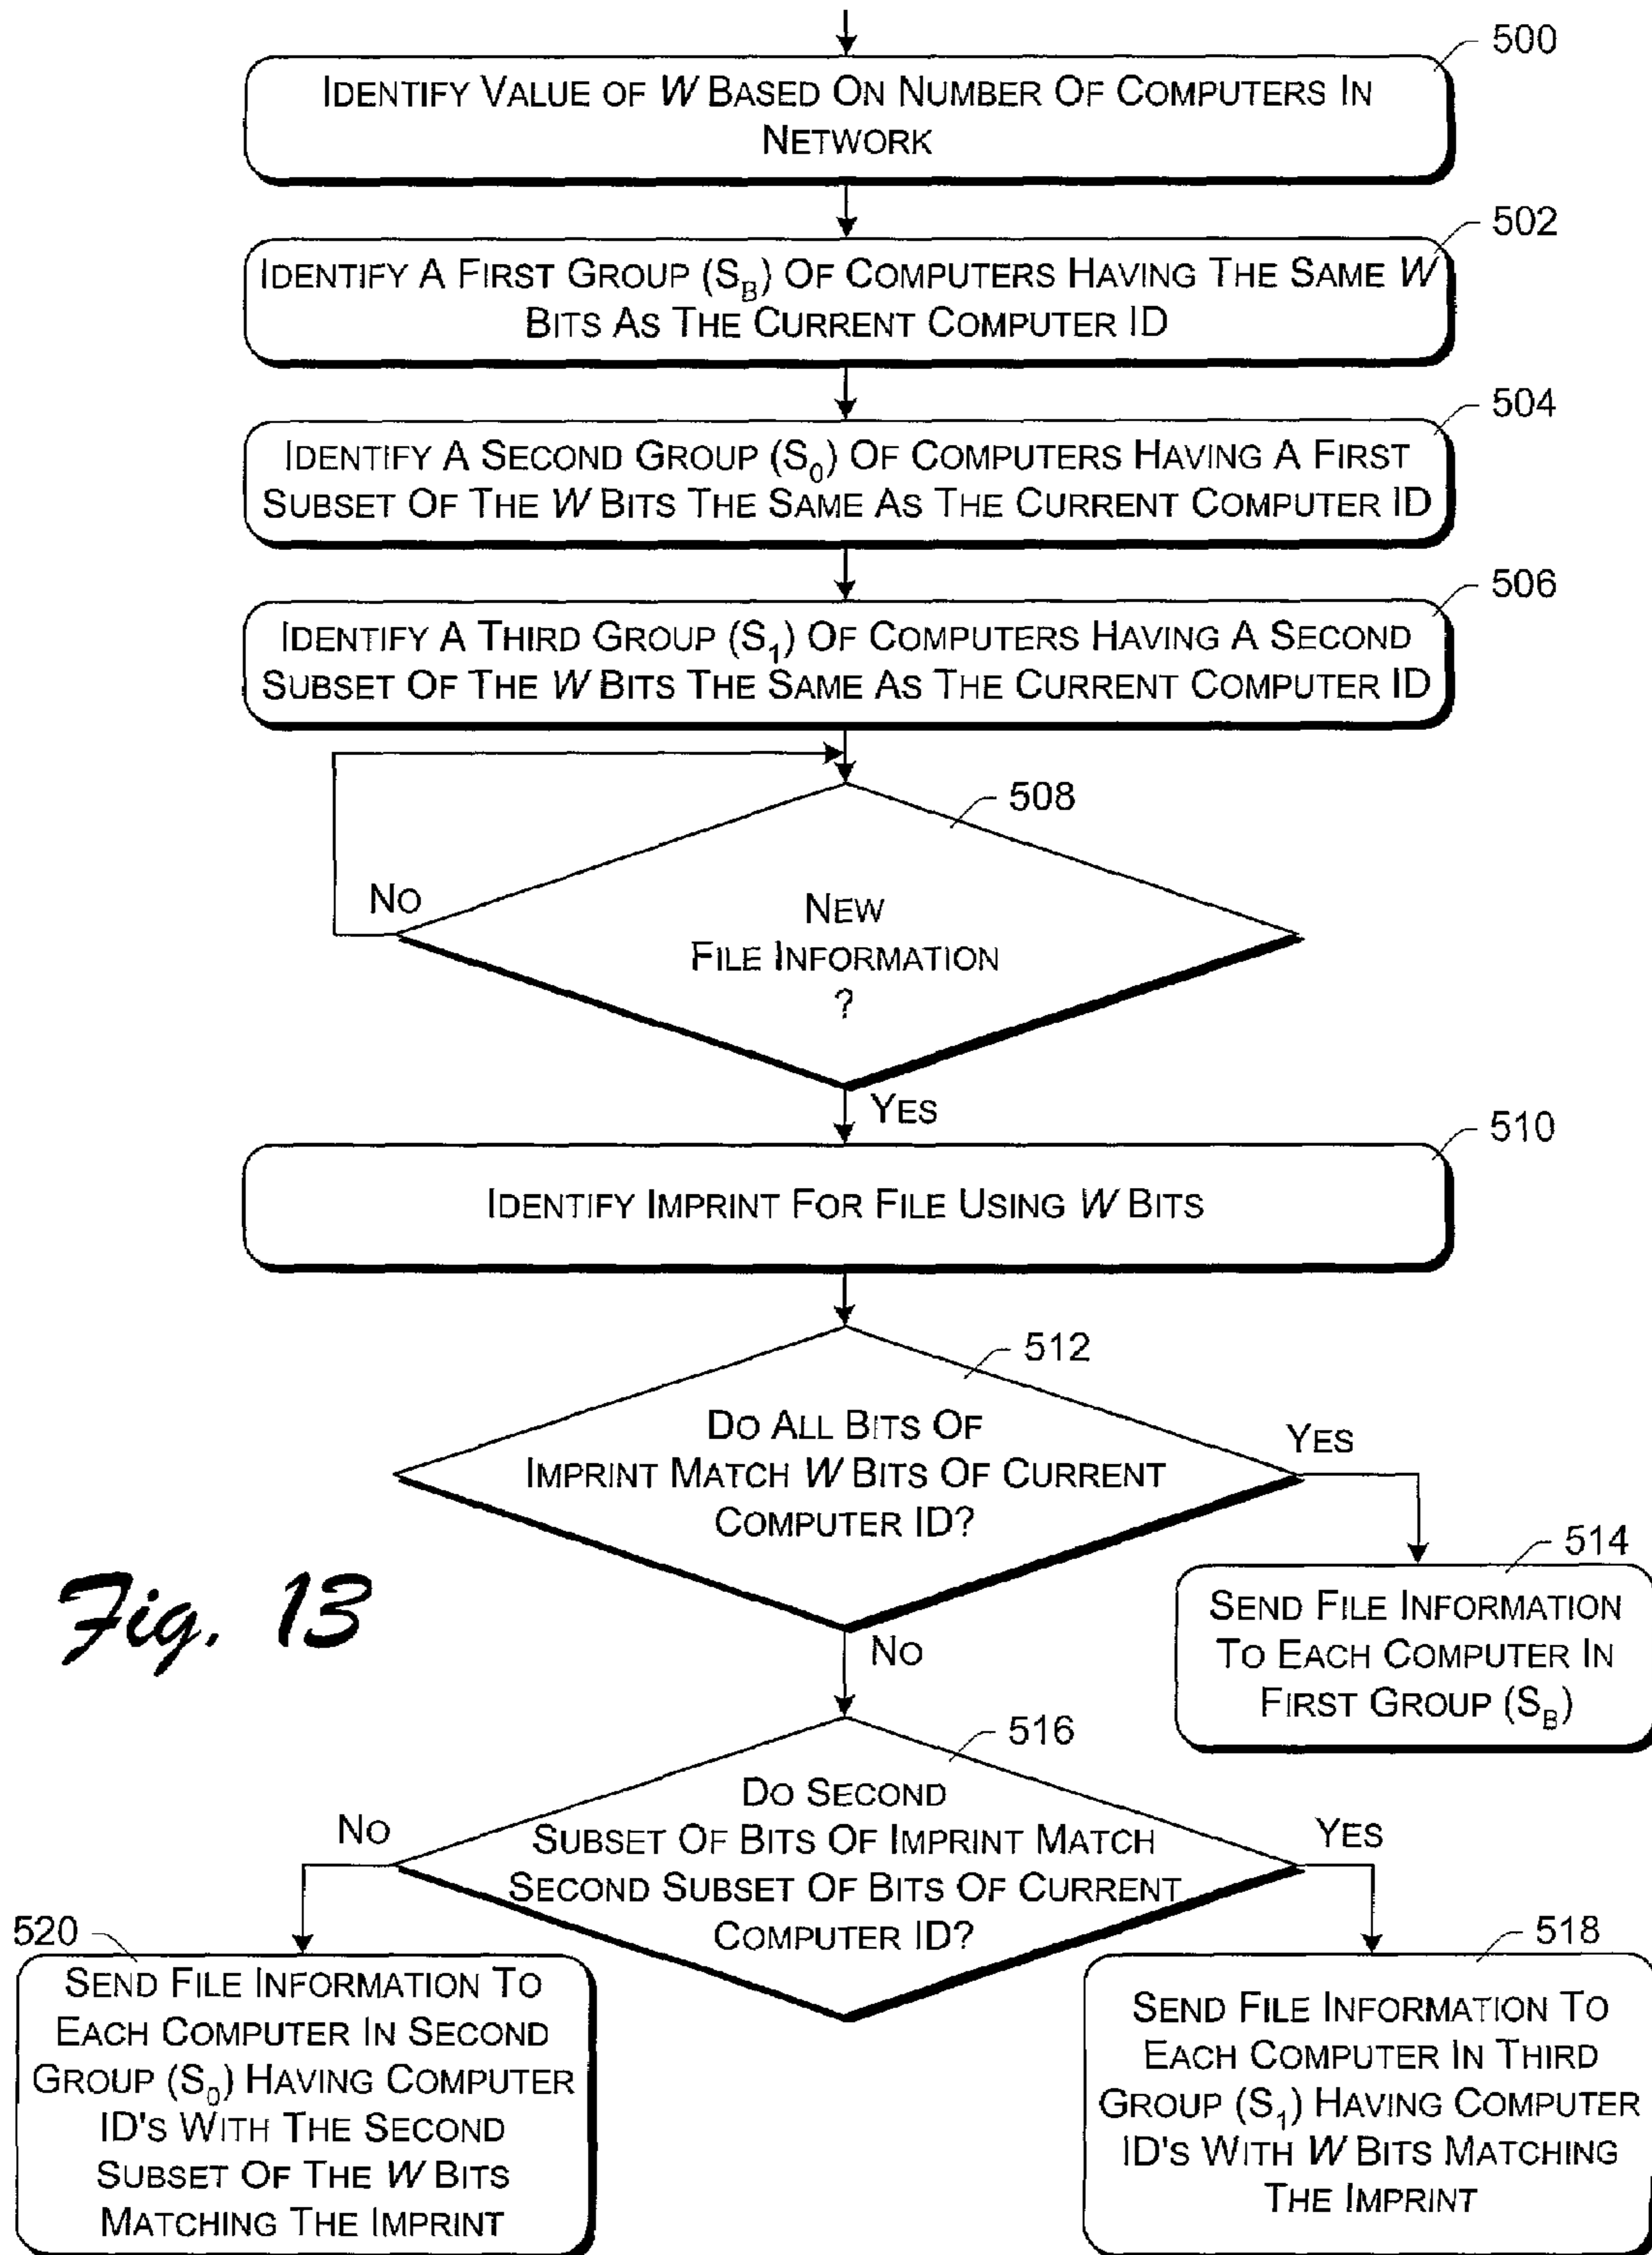 500
IDENTIFY VALUE OF W BASED ON NUMBER OF COMPUTERS IN
NETWORK
502
IDENTIFY A FIRST GROUP (S_B) OF COMPUTERS HAVING THE SAME W
BITS AS THE CURRENT COMPUTER ID
504
IDENTIFY A SECOND GROUP (S_0) OF COMPUTERS HAVING A FIRST
SUBSET OF THE W BITS THE SAME AS THE CURRENT COMPUTER ID
506
IDENTIFY A THIRD GROUP (S_1) OF COMPUTERS HAVING A SECOND
SUBSET OF THE W BITS THE SAME AS THE CURRENT COMPUTER ID
508
NO
NEW
FILE INFORMATION
?
YES
510
IDENTIFY IMPRINT FOR FILE USING W BITS
512
DO ALL BITS OF
IMPRINT MATCH W BITS OF CURRENT
COMPUTER ID?
YES
514
SEND FILE INFORMATION
TO EACH COMPUTER IN
FIRST GROUP (S_B)
Fig. 13
NO
516
DO SECOND
SUBSET OF BITS OF IMPRINT MATCH
SECOND SUBSET OF BITS OF CURRENT
COMPUTER ID?
NO
YES
520
SEND FILE INFORMATION TO
EACH COMPUTER IN SECOND
GROUP (S_0) HAVING COMPUTER
ID'S WITH THE SECOND
SUBSET OF THE W BITS
MATCHING THE IMPRINT
518
SEND FILE INFORMATION TO
EACH COMPUTER IN THIRD
GROUP (S_1) HAVING COMPUTER
ID'S WITH W BITS MATCHING
THE IMPRINT